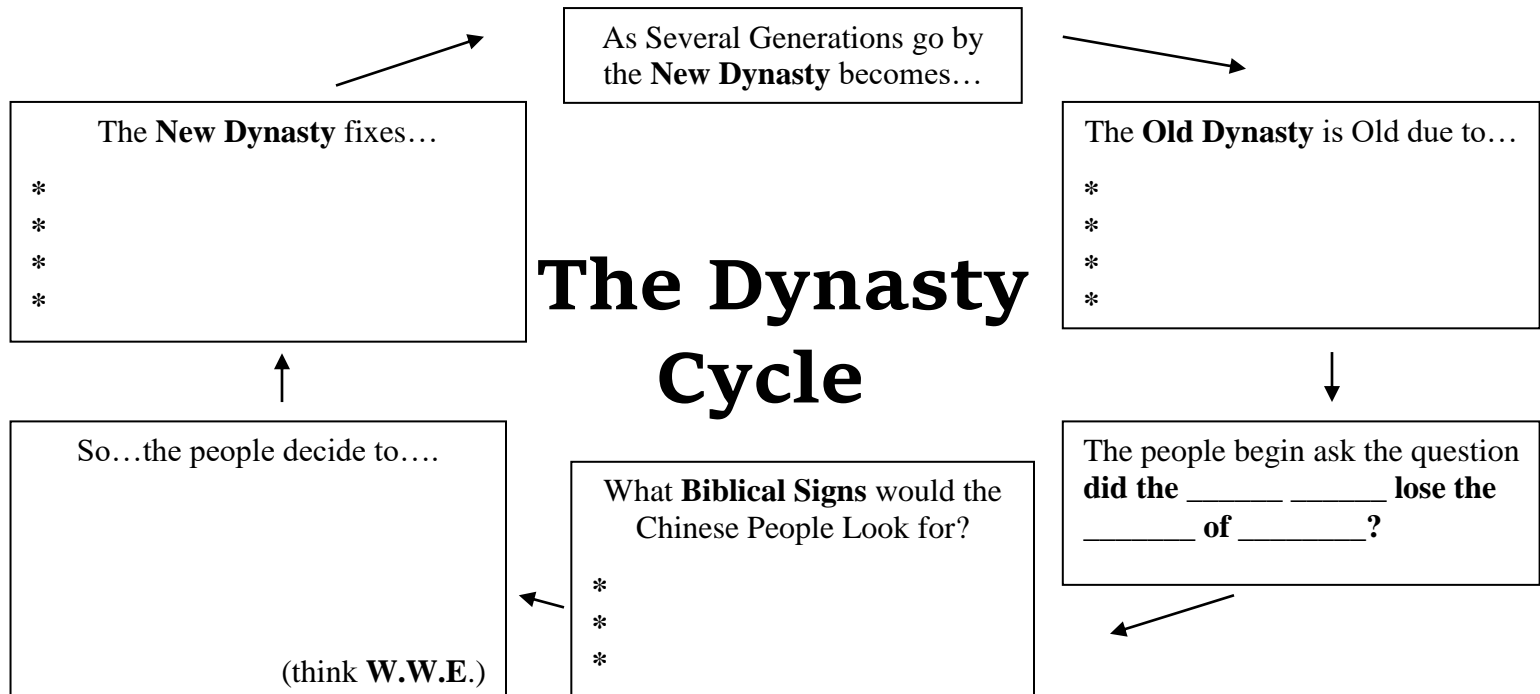 As Several Generations go by
the New Dynasty becomes…
The Old Dynasty is Old due to…
*
*
*
*
The people begin ask the question
did the ______ ______ lose the
_______ of ________?
What Biblical Signs would the
Chinese People Look for?
*
*
*
So…the people decide to….
(think W.W.E.)
The New Dynasty fixes…
*
*
*
*
The Dynasty
Cycle